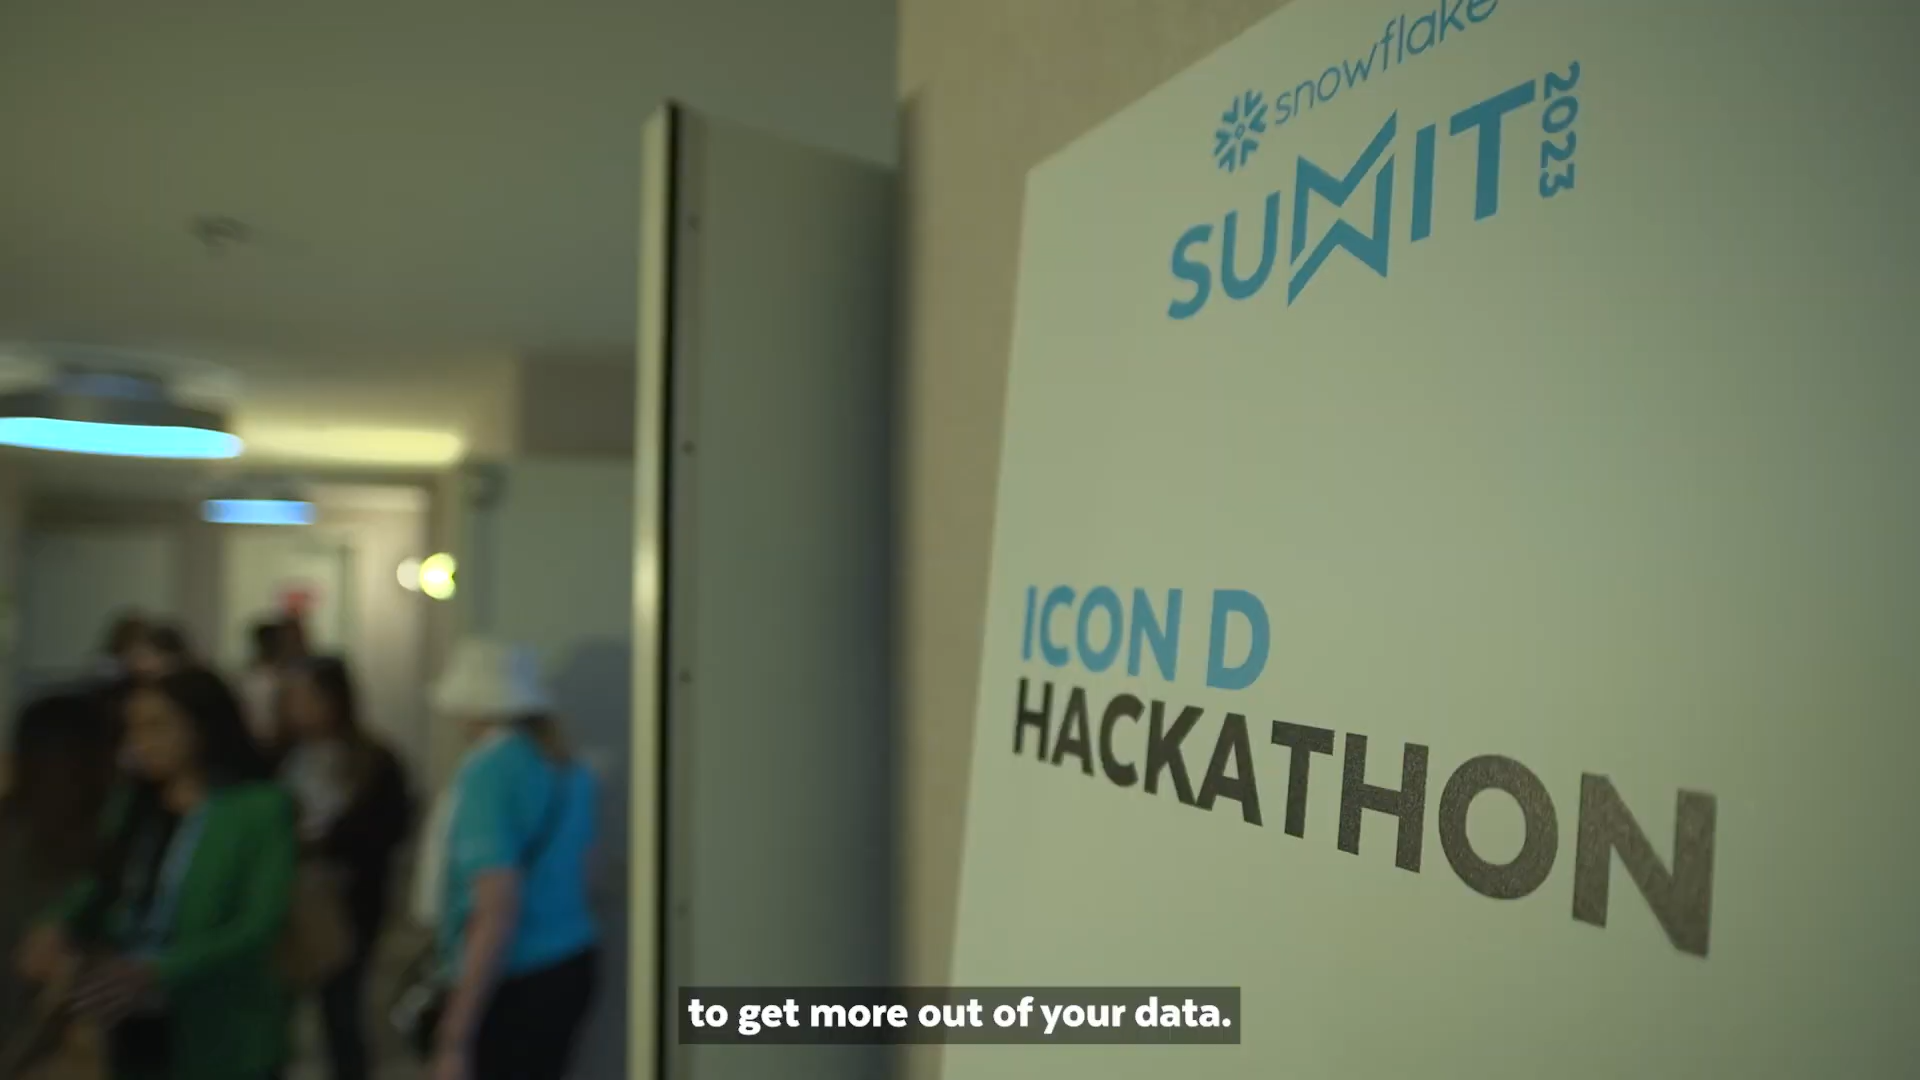 snowflake
SUMMIT 2023
ICON D
HACKATHON
to get more out of your data.